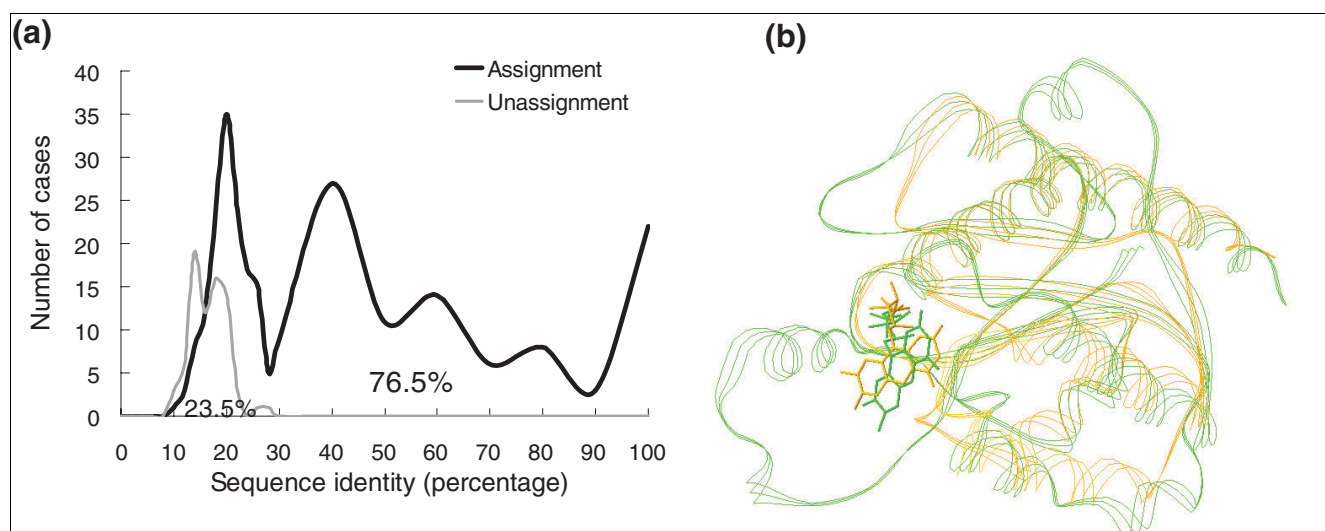 (a)
(b)
Assignment
Unassignment
Number of cases
40
35
30
25
20
15
10
5
0
76.5%
23.5%
0 10 20 30 40 50 60 70 80 90 100
Sequence identity (percentage)